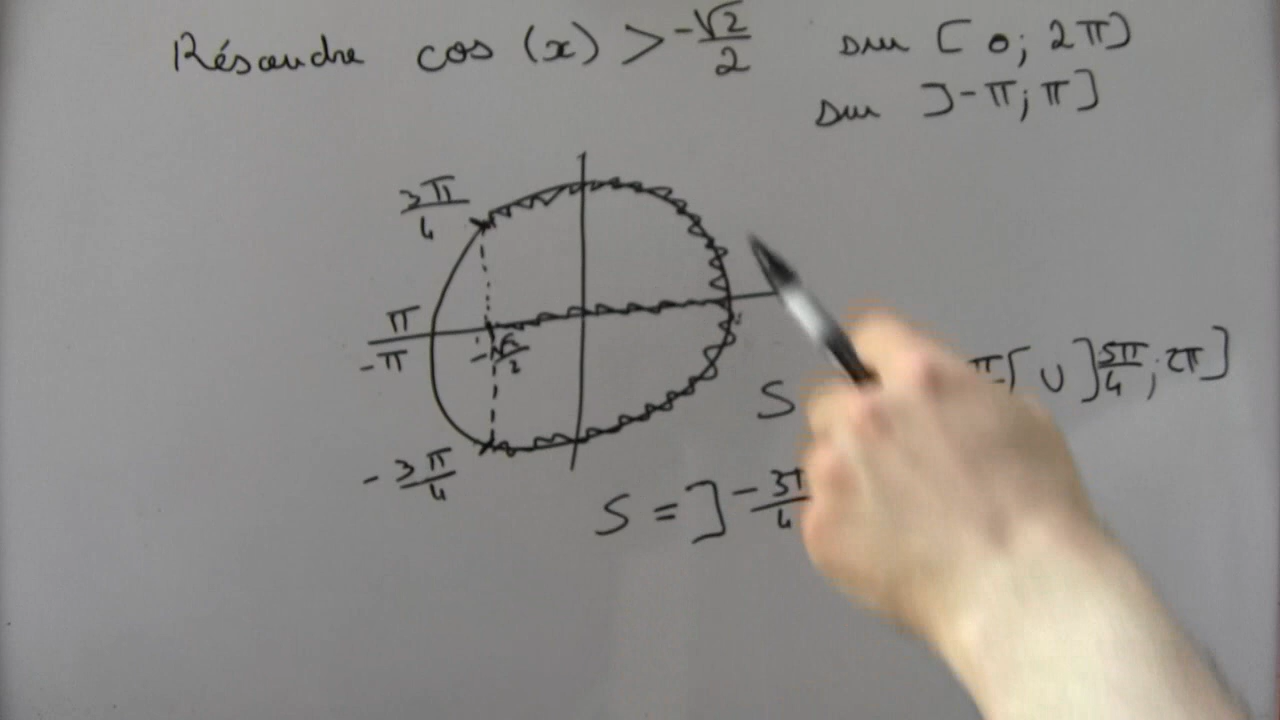 Résoudre cos (x) > -√2/2 sur [0; 2π]
sur ]-π; π]
3π/4
π
-π
-√2/2
-3π/4
S π[ ∪ ]5π/4; 2π]
S = ]-3π/4